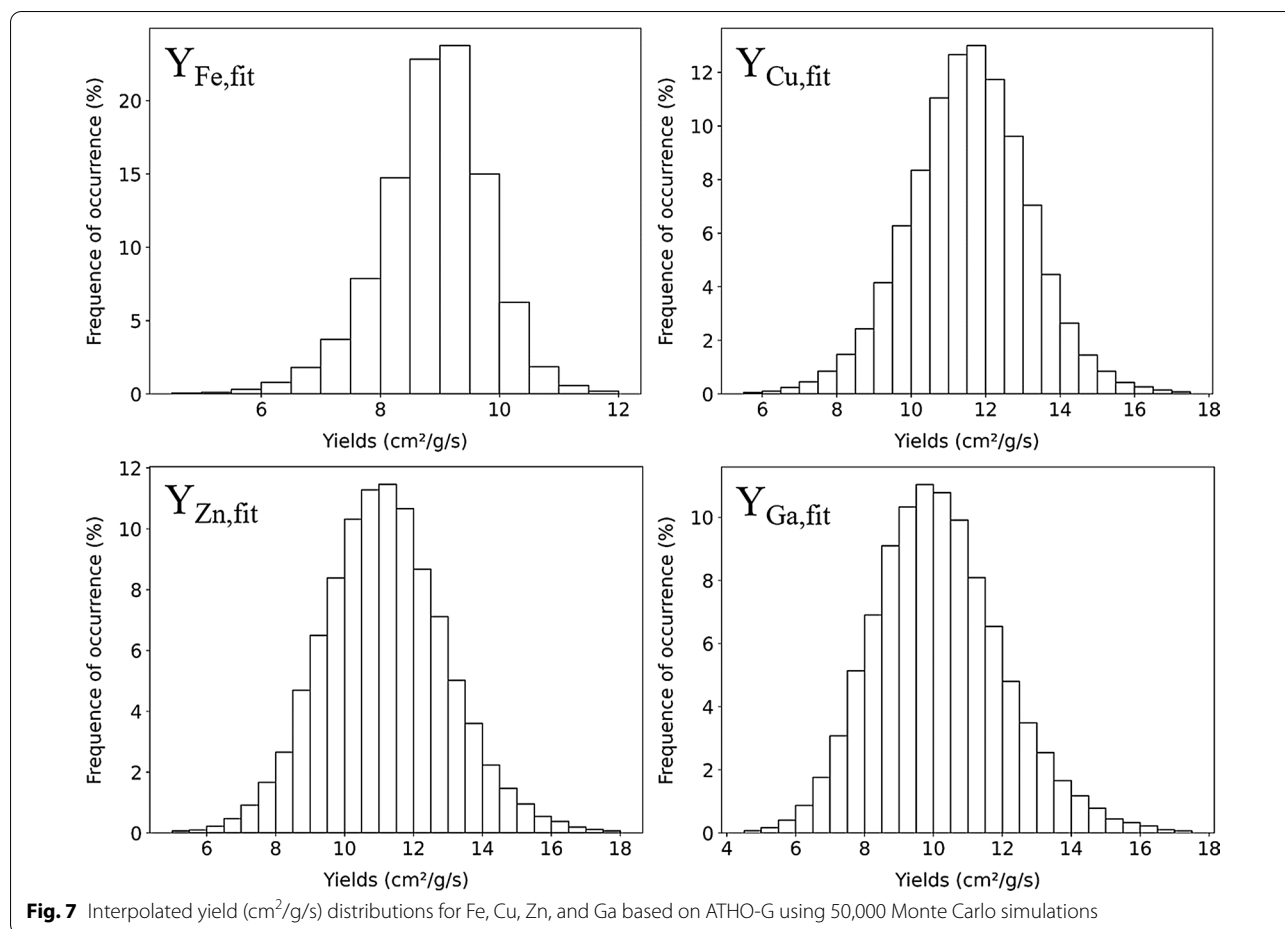 Y Fe,fit
Frequence of occurrence (%)
20
15
10
5
0
6 8 10 12
Yields (cm²/g/s)
Y Cu,fit
Frequence of occurrence (%)
12
10
8
6
4
2
0
6 8 10 12 14 16 18
Yields (cm²/g/s)
Y Zn,fit
Frequence of occurrence (%)
12
10
8
6
4
2
0
6 8 10 12 14 16 18
Yields (cm²/g/s)
Y Ga,fit
Frequence of occurrence (%)
10
8
6
4
2
0
4 6 8 10 12 14 16 18
Yields (cm²/g/s)
Fig. 7 Interpolated yield (cm²/g/s) distributions for Fe, Cu, Zn, and Ga based on ATHO-G using 50,000 Monte Carlo simulations